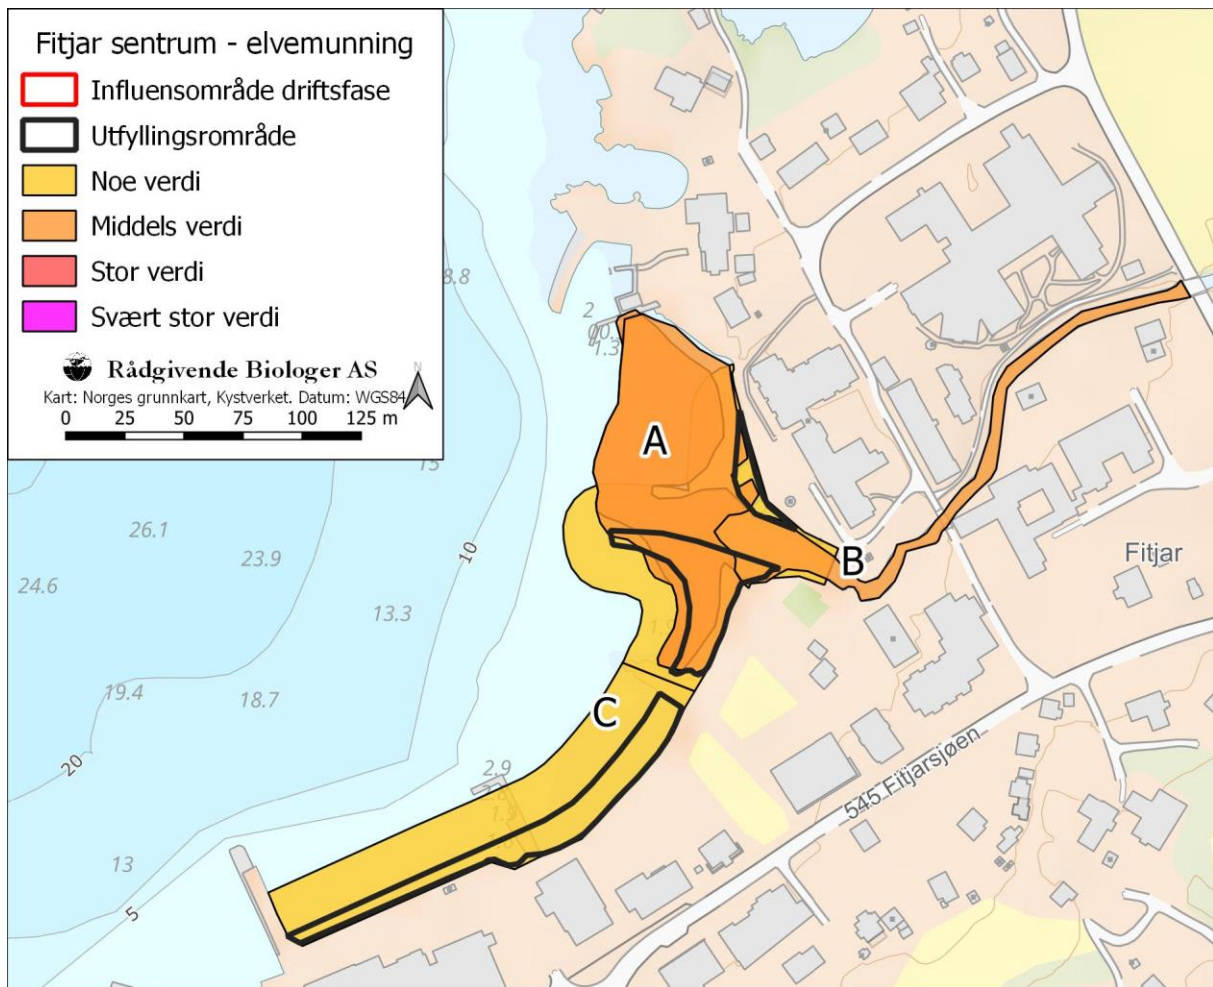 Fitjar sentrum - elvemunning
Influensområde driftsfase
Utfyllingsrområde
Noe verdi
Middels verdi
Stor verdi
Svært stor verdi
Rådgivende Biologer AS
N
Kart: Norges grunnkart, Kystverket. Datum: WGS84
0 25 50 75 100 125 m
8.8
2
1.3
A
15
26.1
10
23.9
24.6
B
Fitjar
13.3
19.4
18.7
C
20
2.9
545 Fitjarsjøen
13
5